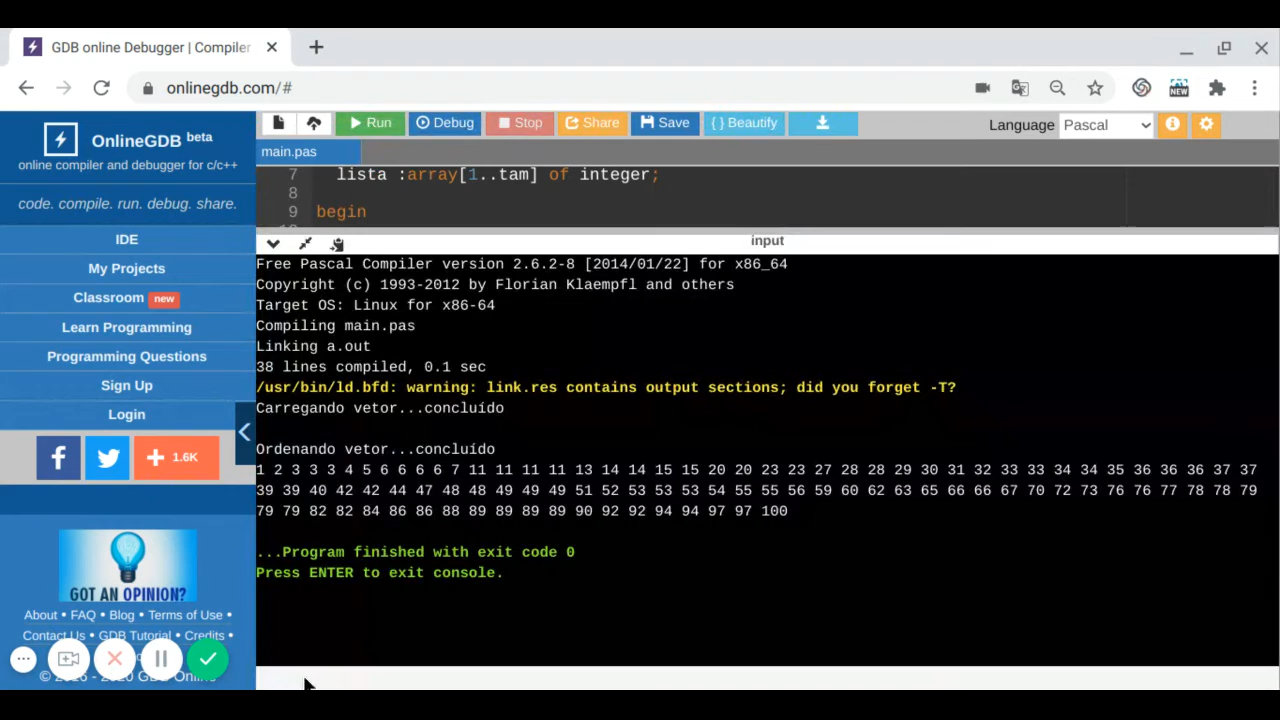 GDB online Debugger | Compiler
onlinegdb.com/#
NEW
OnlineGDB beta
online compiler and debugger for c/c++
code. compile. run. debug. share.
IDE
My Projects
Classroom new
Learn Programming
Programming Questions
Sign Up
Login
+ 1.6K
GOT AN OPINION?
About • FAQ • Blog • Terms of Use •
Contact Us • GDB Tutorial • Credits •
Run Debug Stop Share Save { } Beautify
Language Pascal
main.pas
7 lista :array[1..tam] of integer;
8
9 begin
input
Free Pascal Compiler version 2.6.2-8 [2014/01/22] for x86_64
Copyright (c) 1993-2012 by Florian Klaempfl and others
Target OS: Linux for x86-64
Compiling main.pas
Linking a.out
38 lines compiled, 0.1 sec
/usr/bin/ld.bfd: warning: link.res contains output sections; did you forget -T?
Carregando vetor...concluído
Ordenando vetor...concluído
1 2 3 3 3 4 5 6 6 6 6 7 11 11 11 11 13 14 14 15 15 20 20 23 23 27 28 28 29 30 31 32 33 33 34 34 35 36 36 36 37 37
39 39 40 42 42 44 47 48 48 49 49 49 51 52 53 53 53 54 55 55 56 59 60 62 63 65 66 66 67 70 72 73 76 76 77 78 78 79
79 79 82 82 84 86 86 88 89 89 89 89 90 92 92 94 94 97 97 100
...Program finished with exit code 0
Press ENTER to exit console.